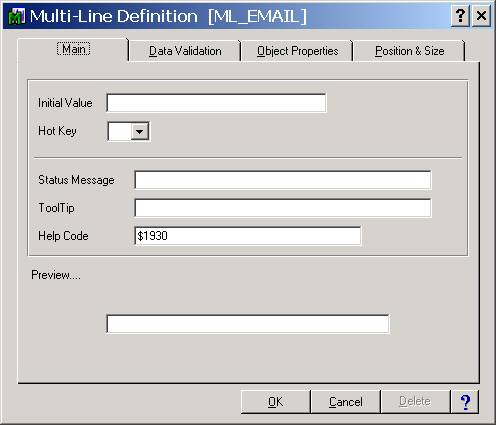 Multi-Line Definition [ML_EMAIL] ? X
Main Data Validation Object Properties Position & Size
Initial Value
Hot Key
Status Message
ToolTip
Help Code $1930
Preview....
OK Cancel Delete ?